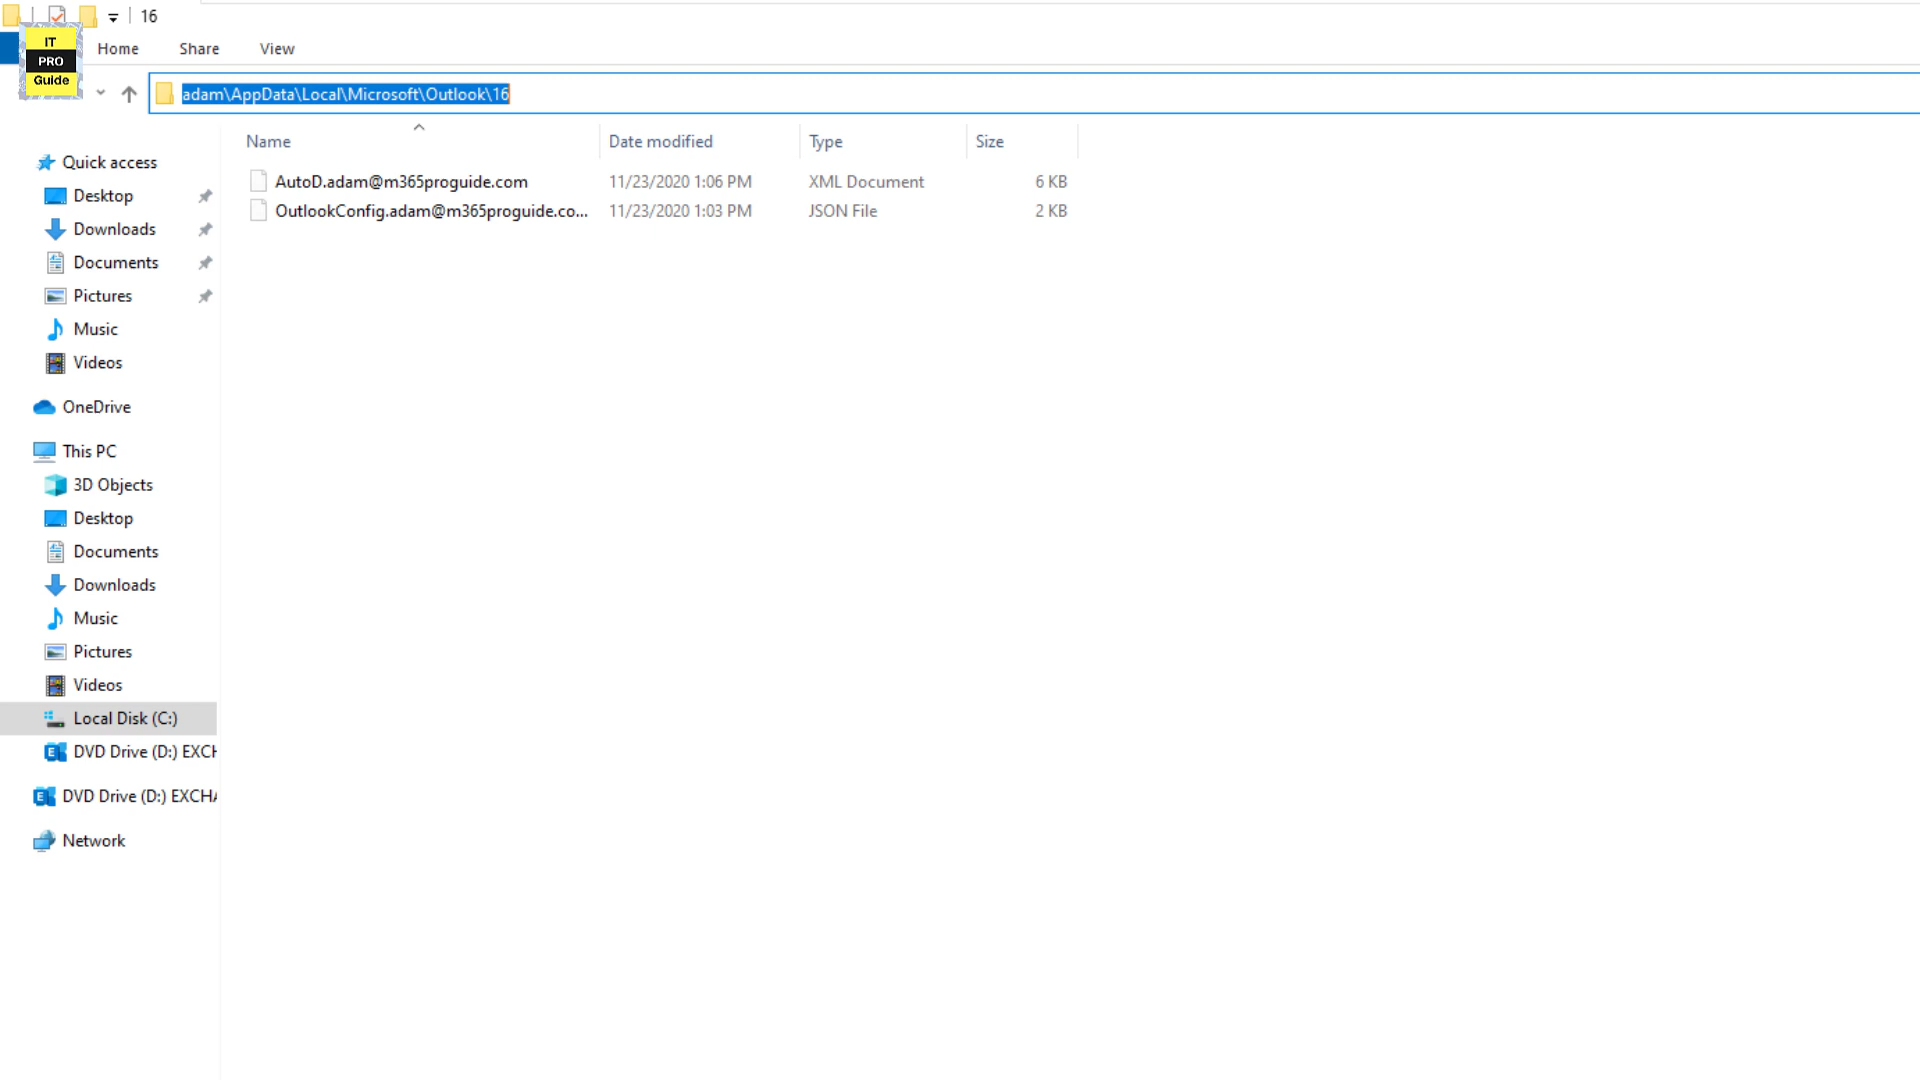 16
IT
PRO
Guide
Home Share View
adam\AppData\Local\Microsoft\Outlook\16
Name Date modified Type Size
AutoD.adam@m365proguide.com 11/23/2020 1:06 PM XML Document 6 KB
OutlookConfig.adam@m365proguide.co... 11/23/2020 1:03 PM JSON File 2 KB
Quick access
Desktop
Downloads
Documents
Pictures
Music
Videos
OneDrive
This PC
3D Objects
Desktop
Documents
Downloads
Music
Pictures
Videos
Local Disk (C:)
DVD Drive (D:) EXCH
DVD Drive (D:) EXCHA
Network